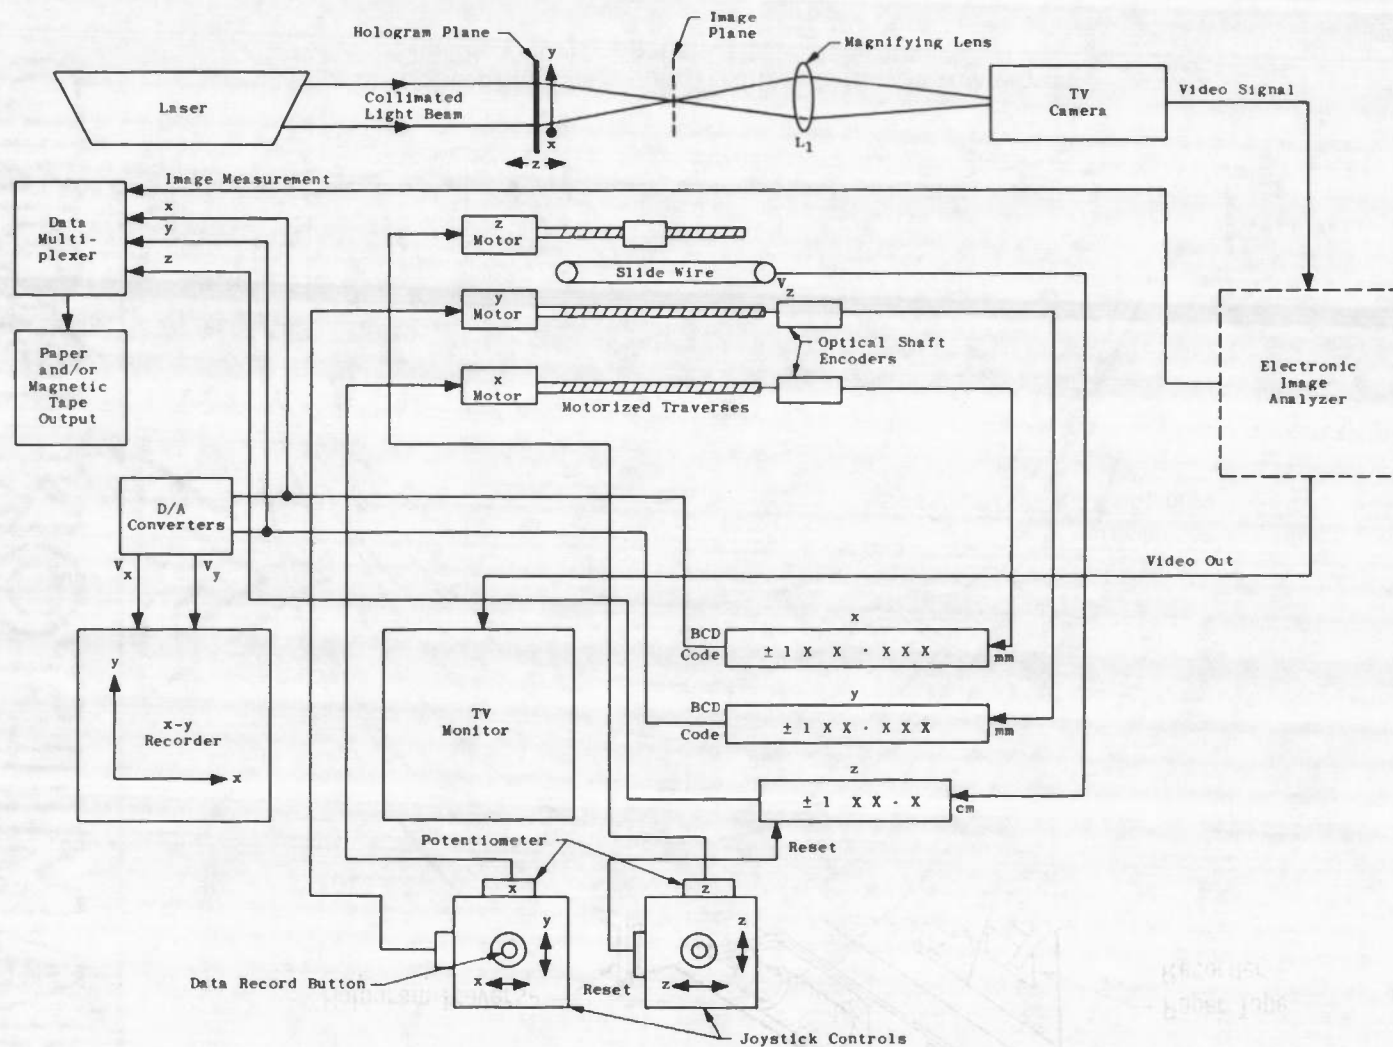 Image
Plane
Hologram Plane
Magnifying Lens
Laser
Collimated
Light Beam
y
x
z
L1
TV
Camera
Video Signal
Image Measurement
x
y
z
Data
Multi-
plexer
z
Motor
Slide Wire
Vz
y
Motor
Optical Shaft
Encoders
x
Motor
Motorized Traverses
Electronic
Image
Analyzer
Paper
and/or
Magnetic
Tape
Output
D/A
Converters
Vx
Vy
Video Out
y
x-y
Recorder
x
TV
Monitor
x
BCD
Code
± 1 X X . X X X
mm
y
BCD
Code
± 1 X X . X X X
mm
z
± 1 X X . X
cm
Reset
Potentiometer
x
z
y
x
z
z
Data Record Button
Reset
Joystick Controls
Recorder
Paper Tape